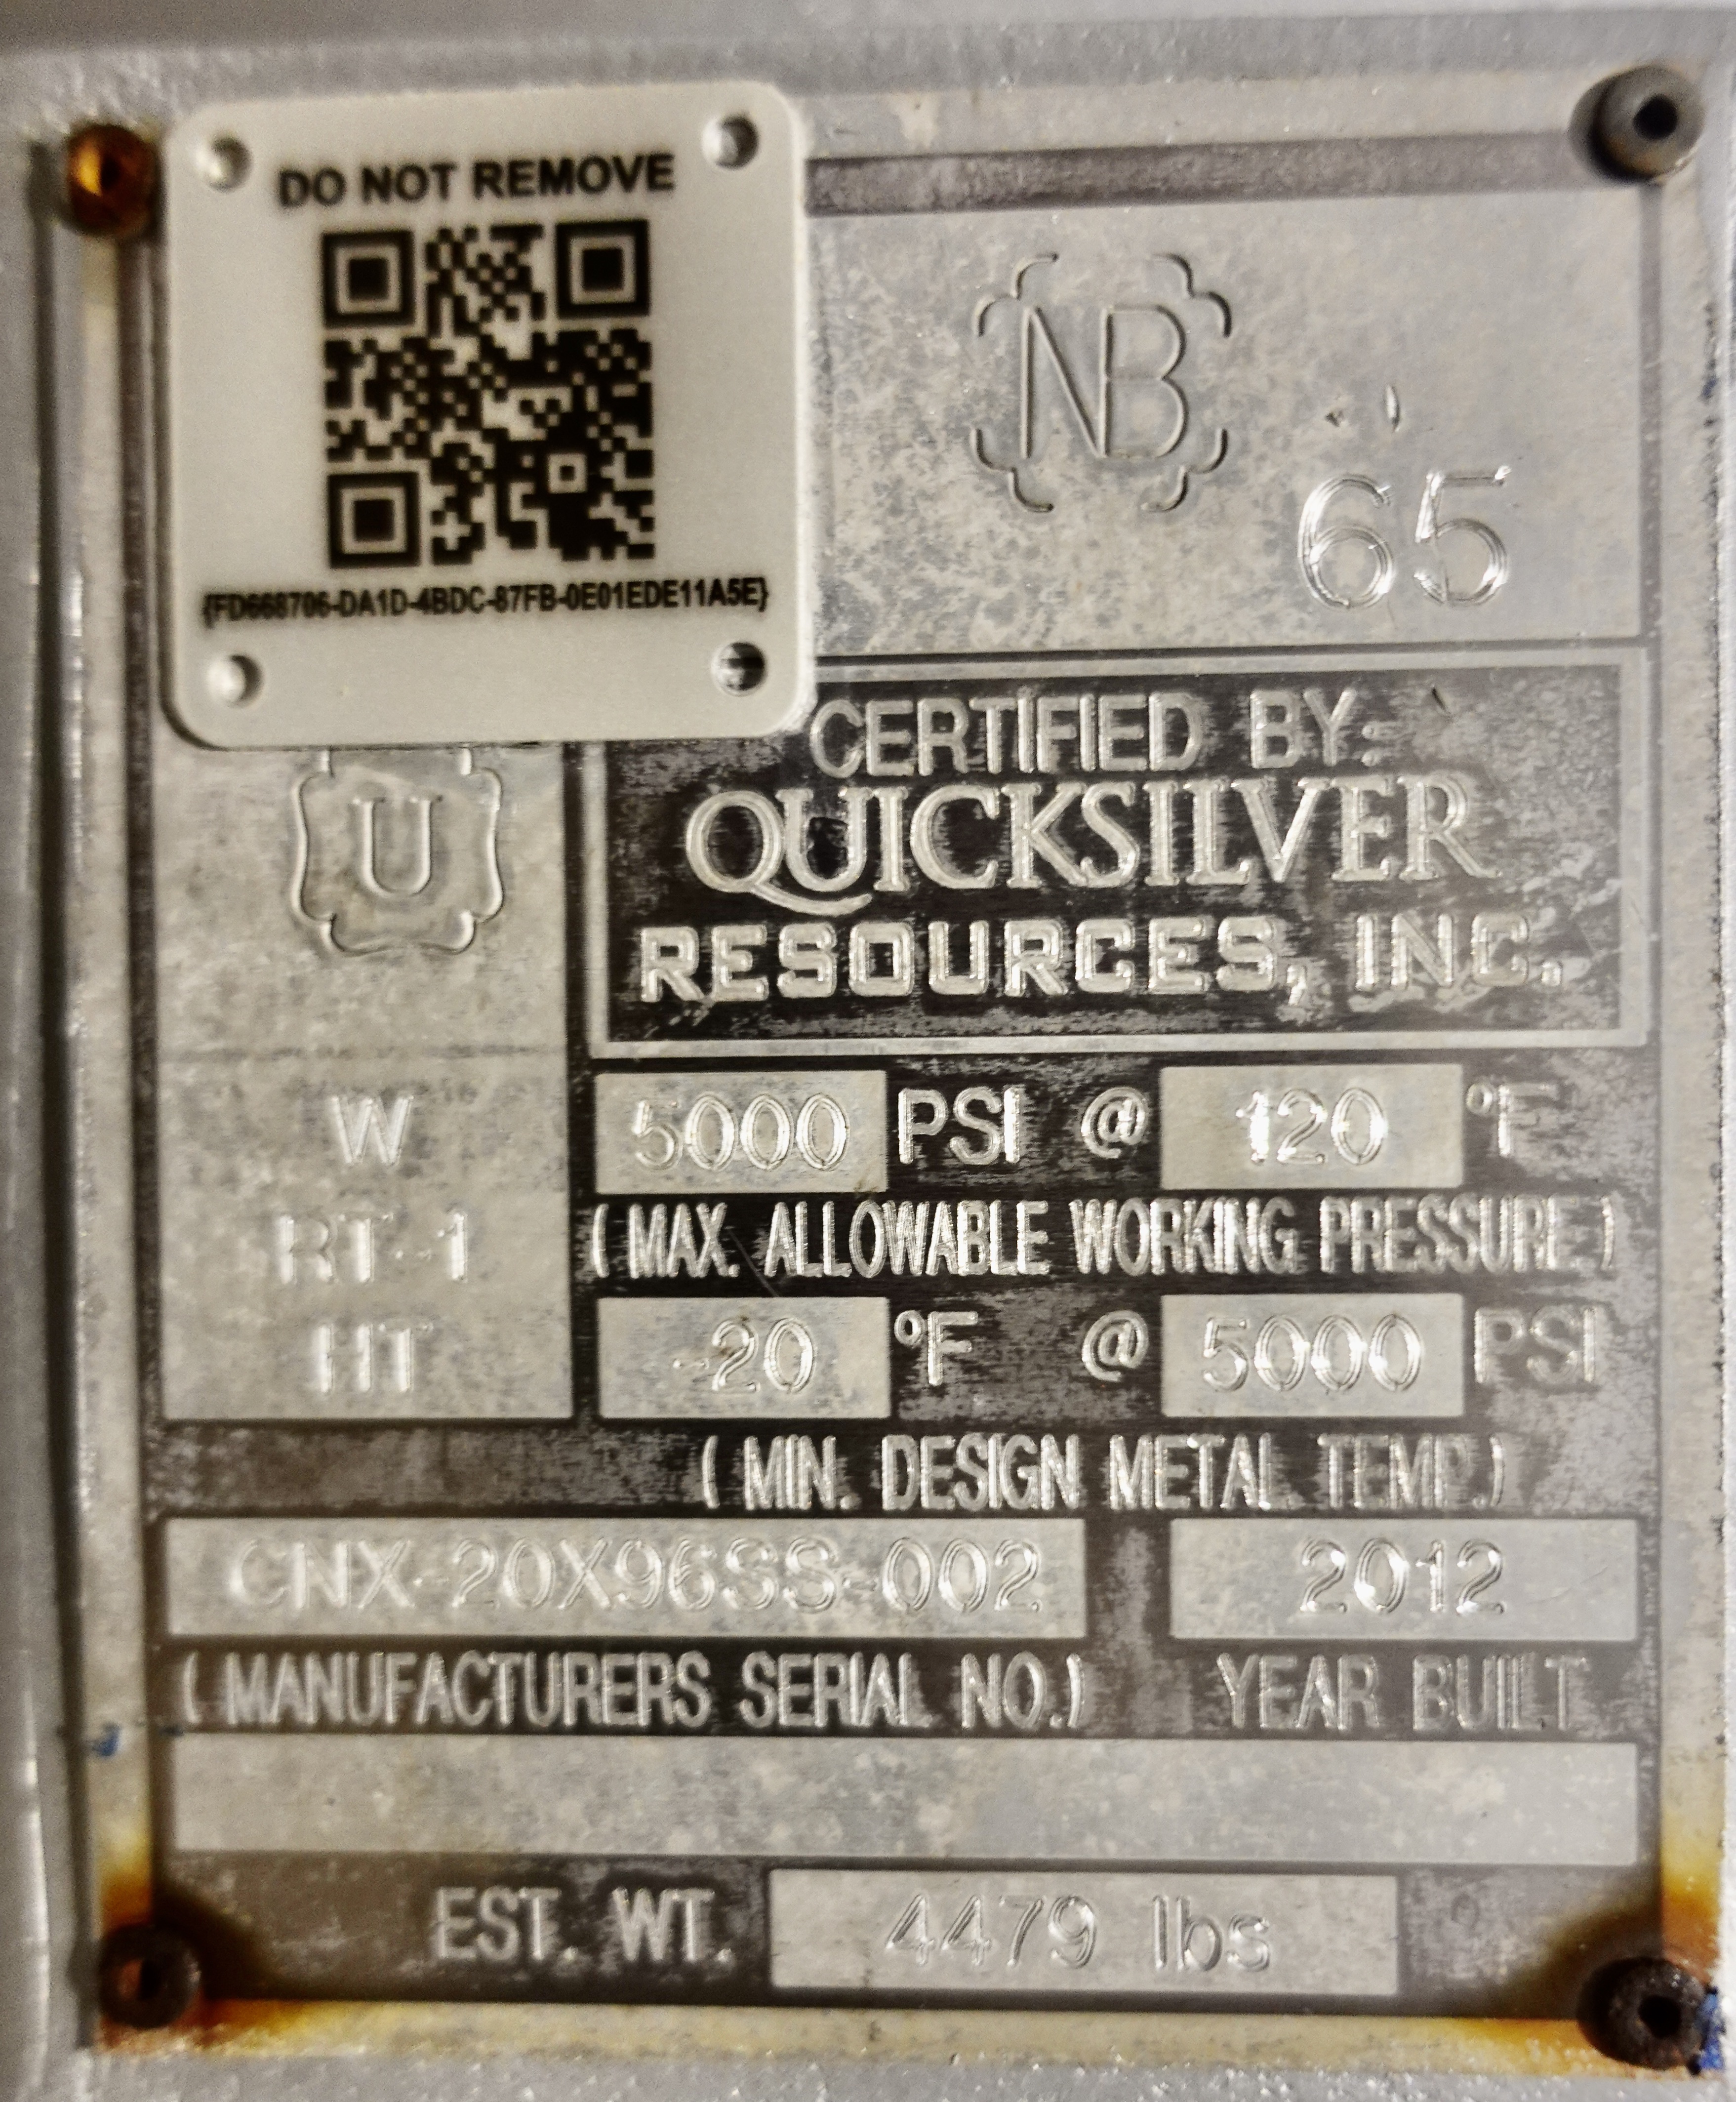 DO NOT REMOVE
{FD668706-DA1D-4BDC-87FB-0E01EDE11A5E}
NB
65
U
CERTIFIED BY:
QUICKSILVER
RESOURCES, INC.
W
RT-1
HT
5000 PSI @ 120 °F
(MAX. ALLOWABLE WORKING PRESSURE)
-20 °F @ 5000 PSI
(MIN. DESIGN METAL TEMP.)
CNX-20X96SS-002
2012
(MANUFACTURERS SERIAL NO.)
YEAR BUILT
EST. WT. 4479 lbs